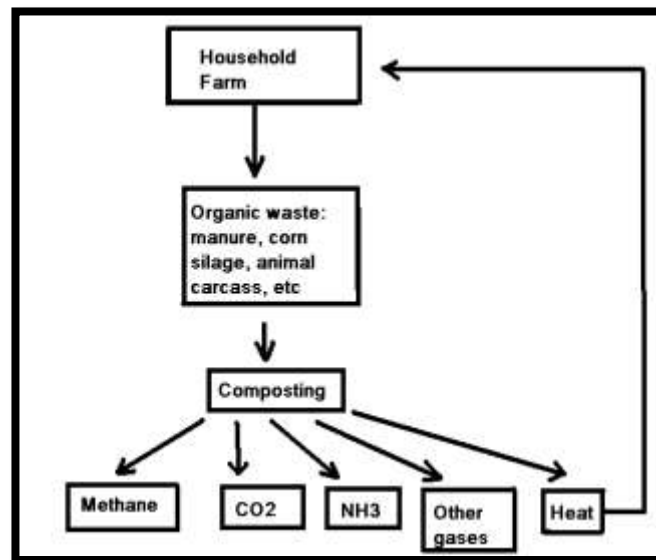 Household
Farm
Organic waste:
manure, corn
silage, animal
carcass, etc
Composting
Methane
CO2
NH3
Other
gases
Heat